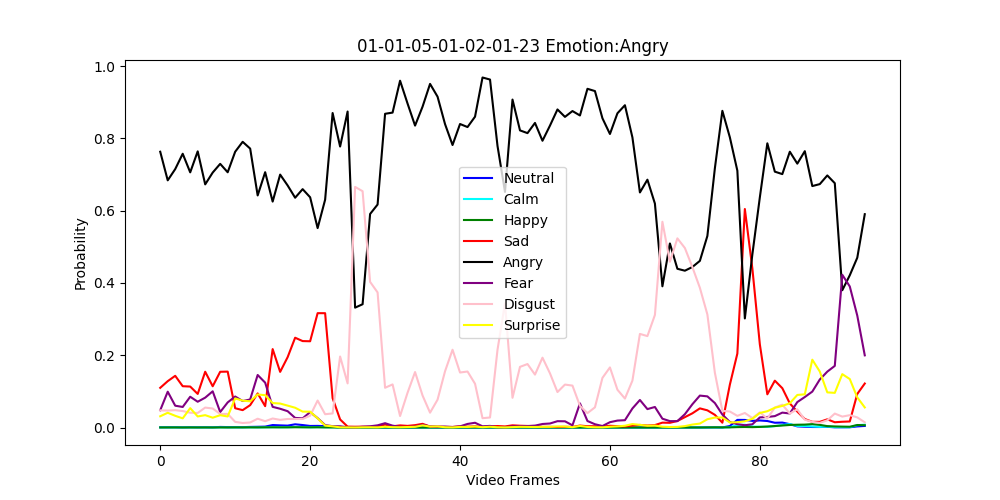 01-01-05-01-02-01-23 Emotion:Angry
1.0
0.8
0.6
0.4
0.2
0.0
Probability
Neutral
Calm
Happy
Sad
Angry
Fear
Disgust
Surprise
0 20 40 60 80
Video Frames